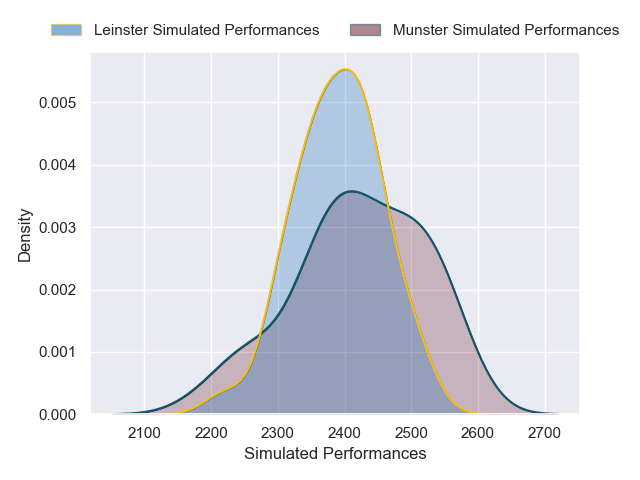 Leinster Simulated Performances Munster Simulated Performances
0.005
0.004
0.003
0.002
0.001
0.000
Density
2100 2200 2300 2400 2500 2600 2700
Simulated Performances